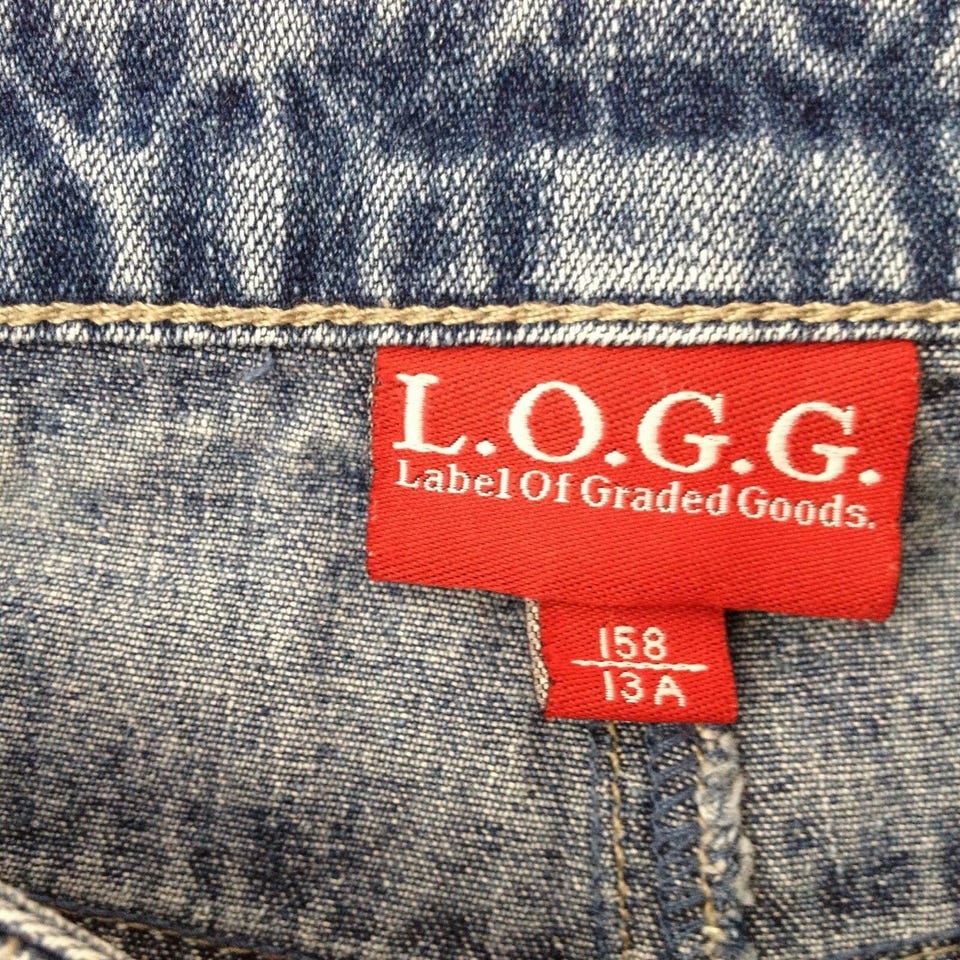 L.O.G.G.
Label Of Graded Goods.
158
13A